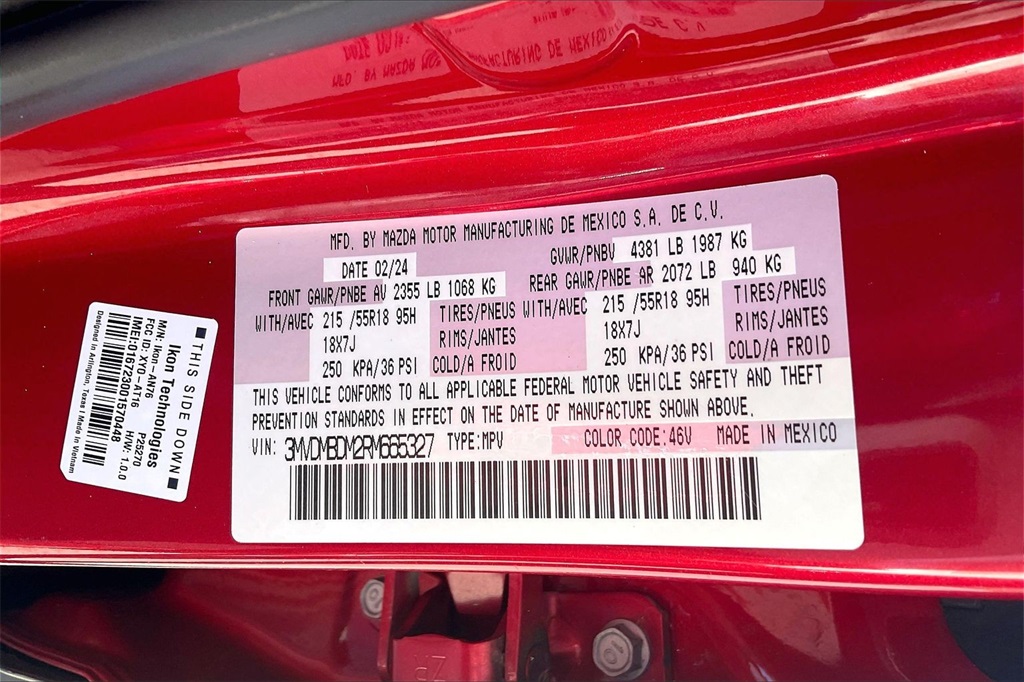 MFD. BY MAZDA MOTOR MANUFACTURING DE MEXICO S.A. DE C.V.
DATE 02/24 GVWR/PNBV 4381 LB 1987 KG
FRONT GAWR/PNBE AV 2355 LB 1068 KG REAR GAWR/PNBE AR 2072 LB 940 KG
WITH/AVEC 215 /55R18 95H TIRES/PNEUS WITH/AVEC 215 /55R18 95H TIRES/PNEUS
18X7J RIMS/JANTES 18X7J RIMS/JANTES
250 KPA/36 PSI COLD/A FROID 250 KPA/36 PSI COLD/A FROID
THIS VEHICLE CONFORMS TO ALL APPLICABLE FEDERAL MOTOR VEHICLE SAFETY AND THEFT
PREVENTION STANDARDS IN EFFECT ON THE DATE OF MANUFACTURE SHOWN ABOVE.
VIN: 3MVDMBDM2RM665327 TYPE:MPV COLOR CODE:46V MADE IN MEXICO
THIS SIDE DOWN
Ikon Technologies
M/N: Ikon-AN76 P25270
FCC ID: XYO-AT16 H/W: 1.0.0
IMEI:016723001570448
Designed in Arlington, Texas I Made in Vietnam